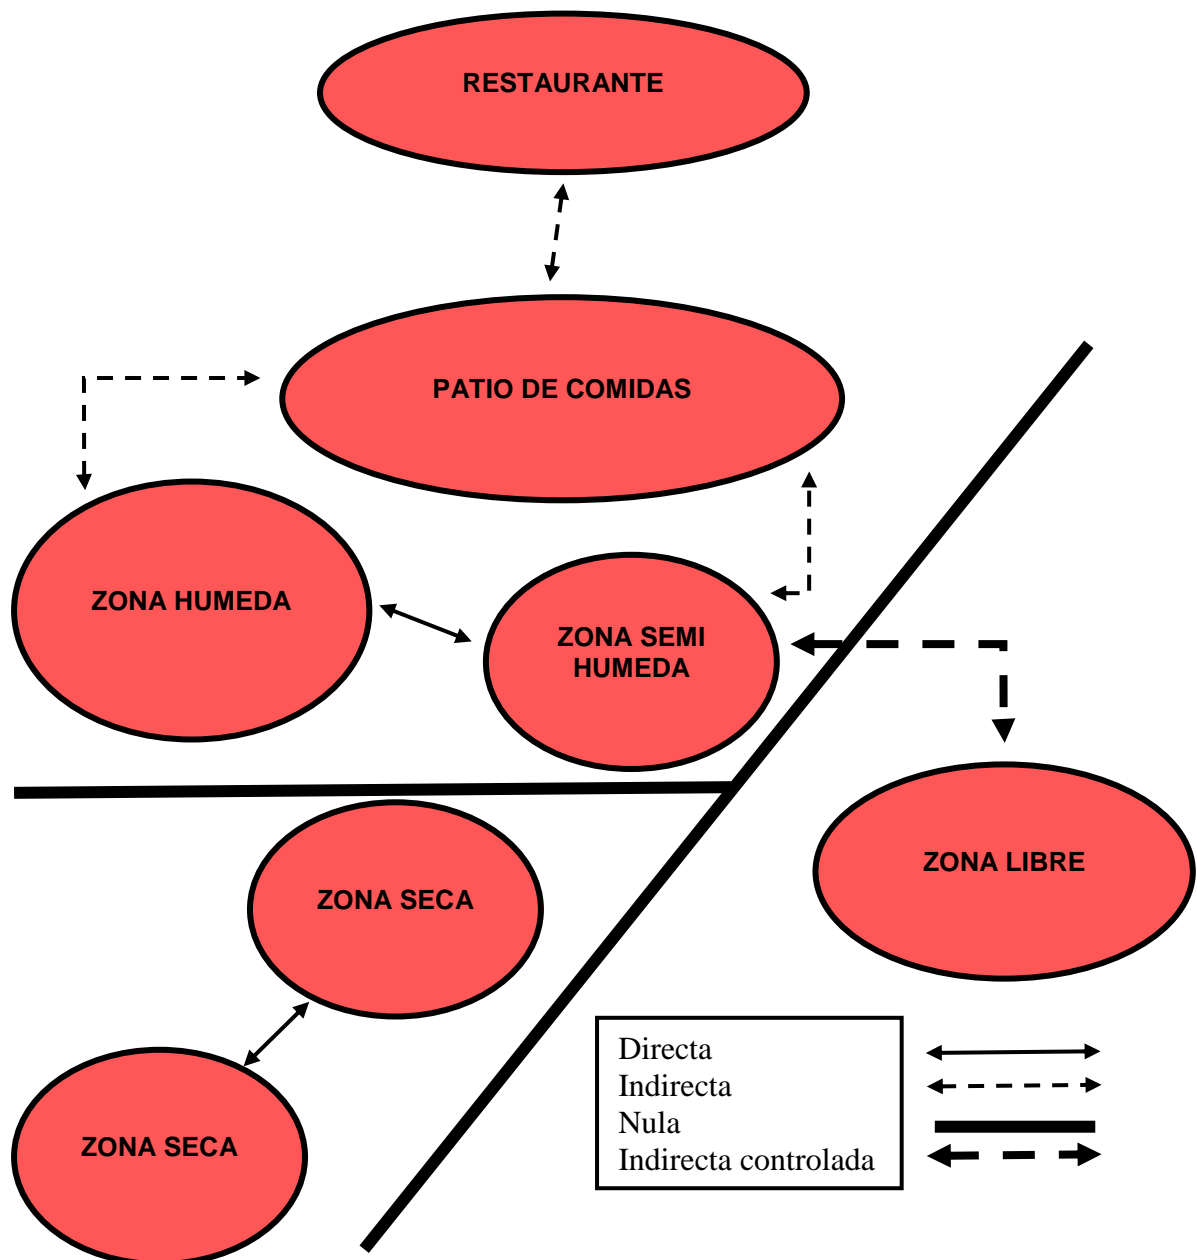 RESTAURANTE
PATIO DE COMIDAS
ZONA HUMEDA
ZONA SEMI
HUMEDA
ZONA LIBRE
ZONA SECA
ZONA SECA
Directa
Indirecta
Nula
Indirecta controlada